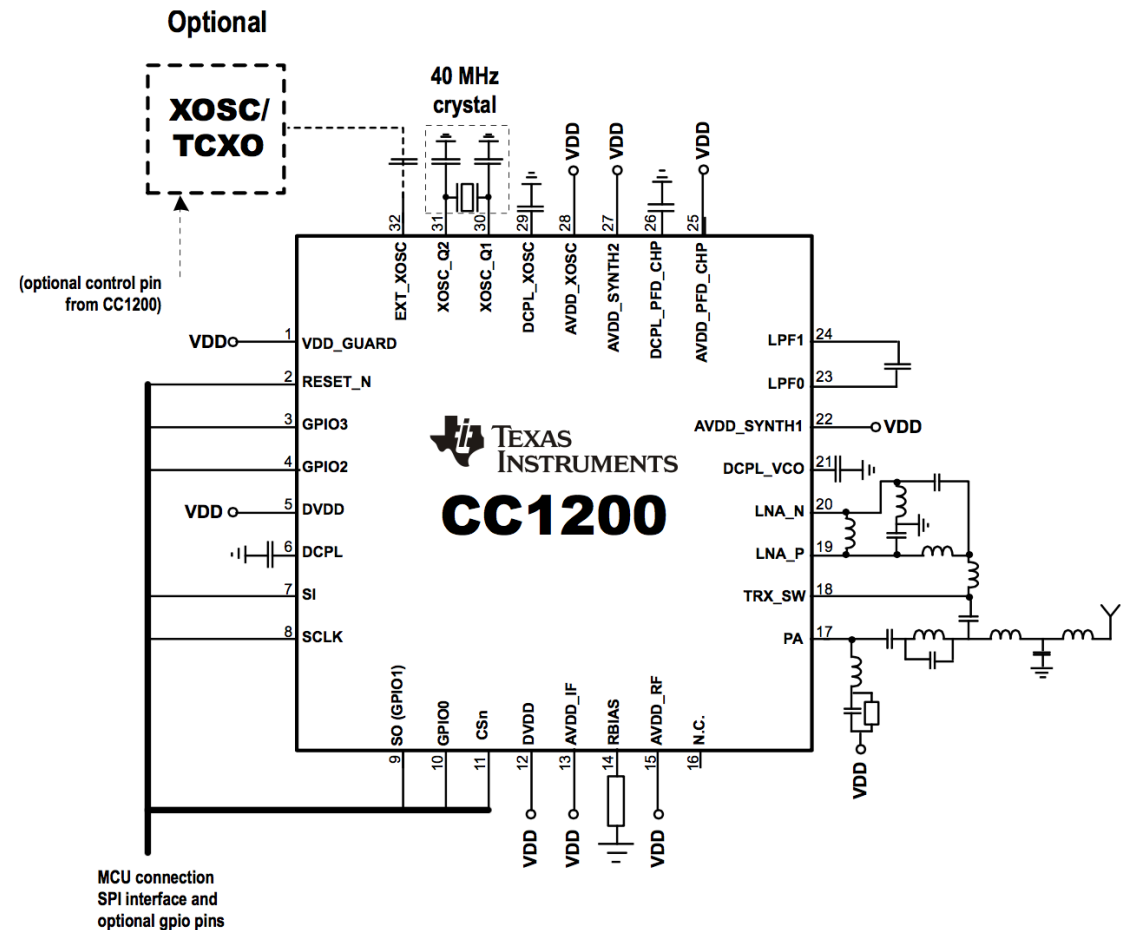 Optional
XOSC/
TCXO
40 MHz
crystal
(optional control pin
from CC1200)
VDD
VDD
VDD
32
31
30
29
28
27
26
25
EXT_XOSC
XOSC_Q2
XOSC_Q1
DCPL_XOSC
AVDD_XOSC
AVDD_SYNTH2
DCPL_PFD_CHP
AVDD_PFD_CHP
VDD
1
VDD_GUARD
2
RESET_N
3
GPIO3
4
GPIO2
VDD
5
DVDD
6
DCPL
7
SI
8
SCLK
TEXAS
INSTRUMENTS
CC1200
LPF1
24
LPF0
23
AVDD_SYNTH1
22
VDD
DCPL_VCO
21
LNA_N
20
LNA_P
19
TRX_SW
18
PA
17
VDD
SO (GPIO1)
GPIO0
CSn
DVDD
AVDD_IF
RBIAS
AVDD_RF
N.C.
9
10
11
12
13
14
15
16
VDD
VDD
VDD
MCU connection
SPI interface and
optional gpio pins